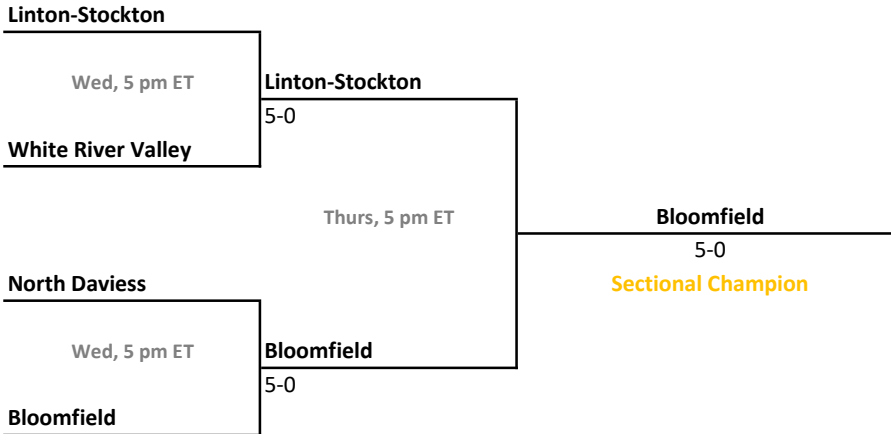 Linton-Stockton
Wed, 5 pm ET
Linton-Stockton
5-0
White River Valley
Thurs, 5 pm ET
Bloomfield
5-0
Sectional Champion
North Daviess
Wed, 5 pm ET
Bloomfield
5-0
Bloomfield